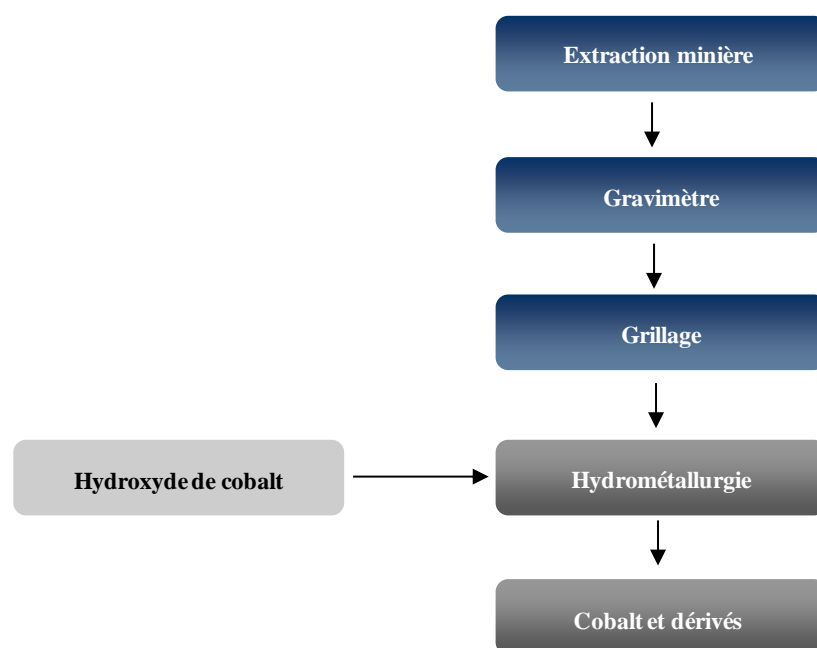 Extraction minière
Gravimètre
Grillage
Hydroxyde de cobalt
Hydrométallurgie
Cobalt et dérivés